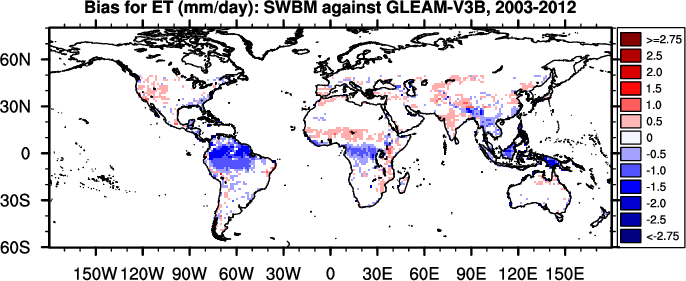 Bias for ET (mm/day): SWBM against GLEAM-V3B, 2003-2012
60N
30N
0
30S
60S
150W 120W 90W 60W 30W 0 30E 60E 90E 120E 150E
>=2.75
2.5
2.0
1.5
1.0
0.5
0
-0.5
-1.0
-1.5
-2.0
-2.5
<-2.75